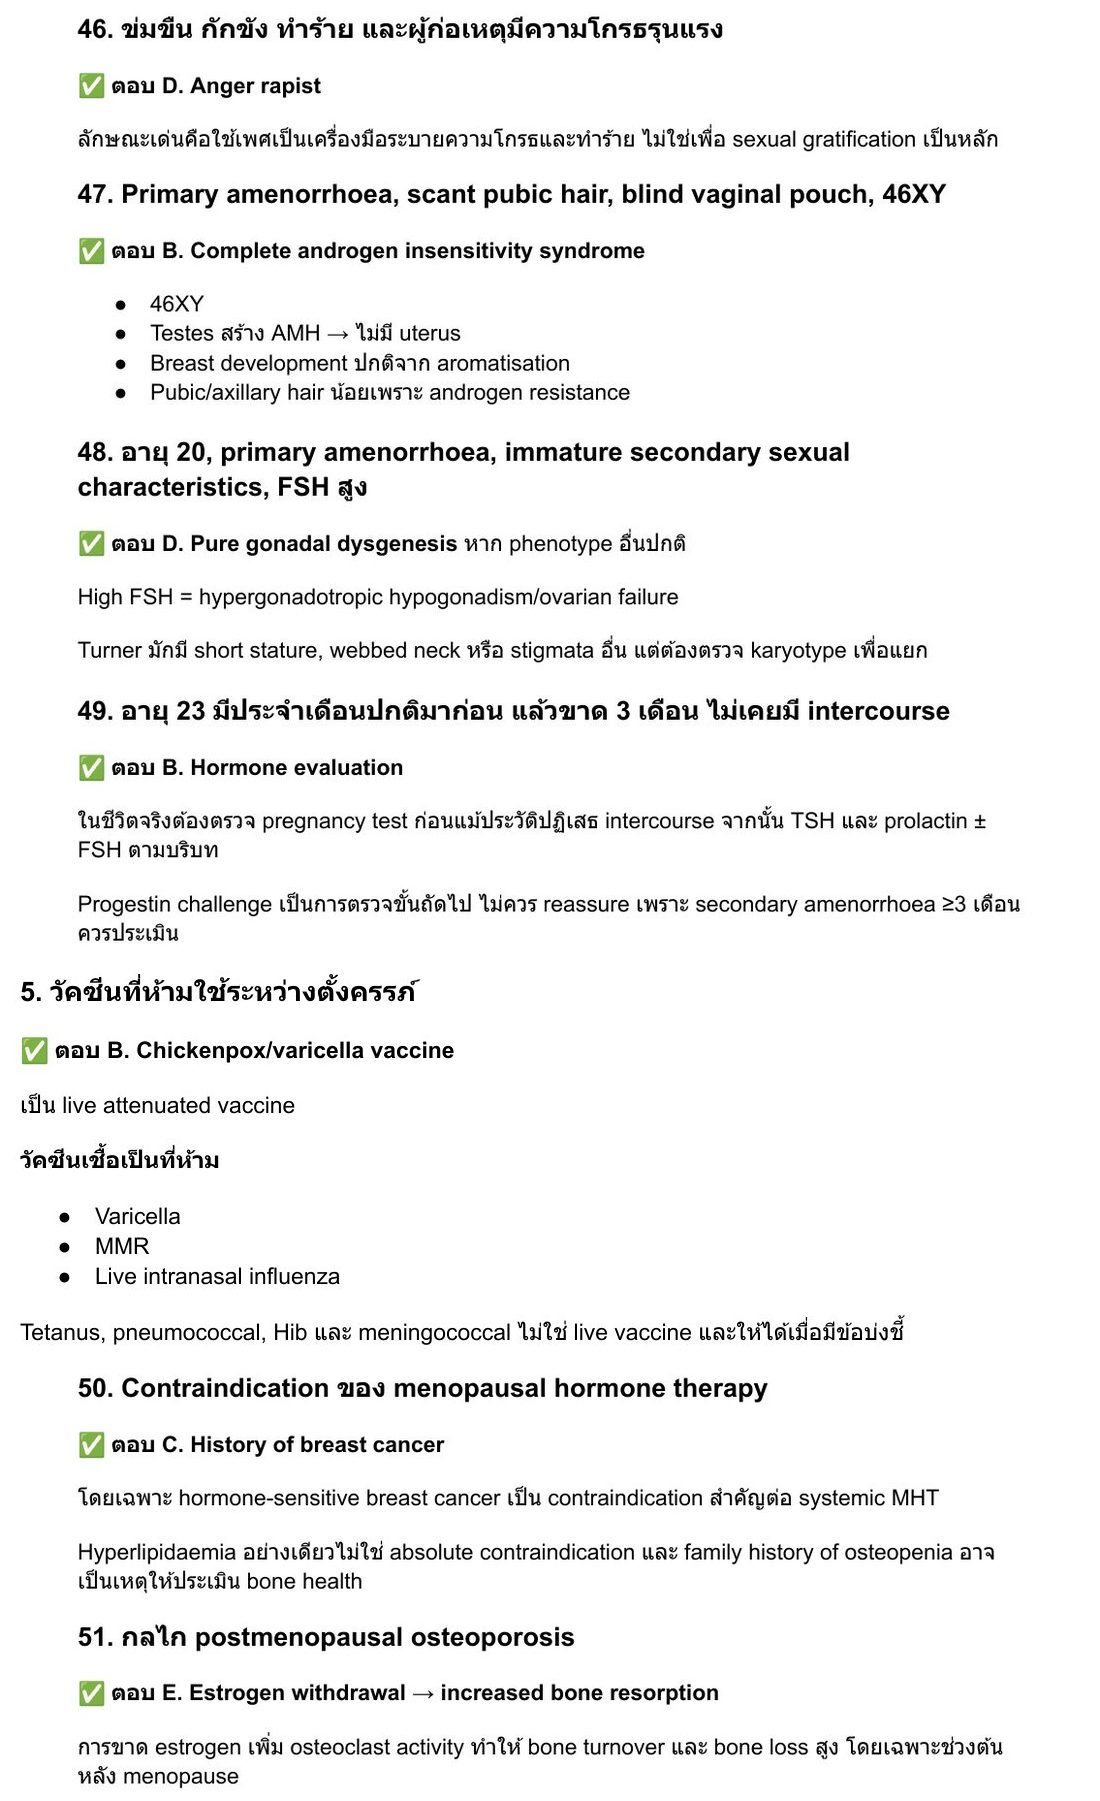 46. ข่มขืน กักขัง ทำร้าย และผู้ก่อเหตุมีความโกรธรุนแรง
✅ ตอบ D. Anger rapist
ลักษณะเด่นคือใช้เพศเป็นเครื่องมือระบายความโกรธและทำร้าย ไม่ใช่เพื่อ sexual gratification เป็นหลัก
47. Primary amenorrhoea, scant pubic hair, blind vaginal pouch, 46XY
✅ ตอบ B. Complete androgen insensitivity syndrome
● 46XY
● Testes สร้าง AMH → ไม่มี uterus
● Breast development ปกติจาก aromatisation
● Pubic/axillary hair น้อยเพราะ androgen resistance
48. อายุ 20, primary amenorrhoea, immature secondary sexual
characteristics, FSH สูง
✅ ตอบ D. Pure gonadal dysgenesis หาก phenotype อื่นปกติ
High FSH = hypergonadotropic hypogonadism/ovarian failure
Turner มักมี short stature, webbed neck หรือ stigmata อื่น แต่ต้องตรวจ karyotype เพื่อแยก
49. อายุ 23 มีประจำเดือนปกติมาก่อน แล้วขาด 3 เดือน ไม่เคยมี intercourse
✅ ตอบ B. Hormone evaluation
ในชีวิตจริงต้องตรวจ pregnancy test ก่อนแม้ประวัติปฏิเสธ intercourse จากนั้น TSH และ prolactin ±
FSH ตามบริบท
Progestin challenge เป็นการตรวจขั้นถัดไป ไม่ควร reassure เพราะ secondary amenorrhoea ≥3 เดือน
ควรประเมิน
5. วัคซีนที่ห้ามใช้ระหว่างตั้งครรภ์
✅ ตอบ B. Chickenpox/varicella vaccine
เป็น live attenuated vaccine
วัคซีนเชื้อเป็นที่ห้าม
● Varicella
● MMR
● Live intranasal influenza
Tetanus, pneumococcal, Hib และ meningococcal ไม่ใช่ live vaccine และให้ได้เมื่อมีข้อบ่งชี้
50. Contraindication ของ menopausal hormone therapy
✅ ตอบ C. History of breast cancer
โดยเฉพาะ hormone-sensitive breast cancer เป็น contraindication สำคัญต่อ systemic MHT
Hyperlipidaemia อย่างเดียวไม่ใช่ absolute contraindication และ family history of osteopenia อาจ
เป็นเหตุให้ประเมิน bone health
51. กลไก postmenopausal osteoporosis
✅ ตอบ E. Estrogen withdrawal → increased bone resorption
การขาด estrogen เพิ่ม osteoclast activity ทำให้ bone turnover และ bone loss สูง โดยเฉพาะช่วงต้น
หลัง menopause